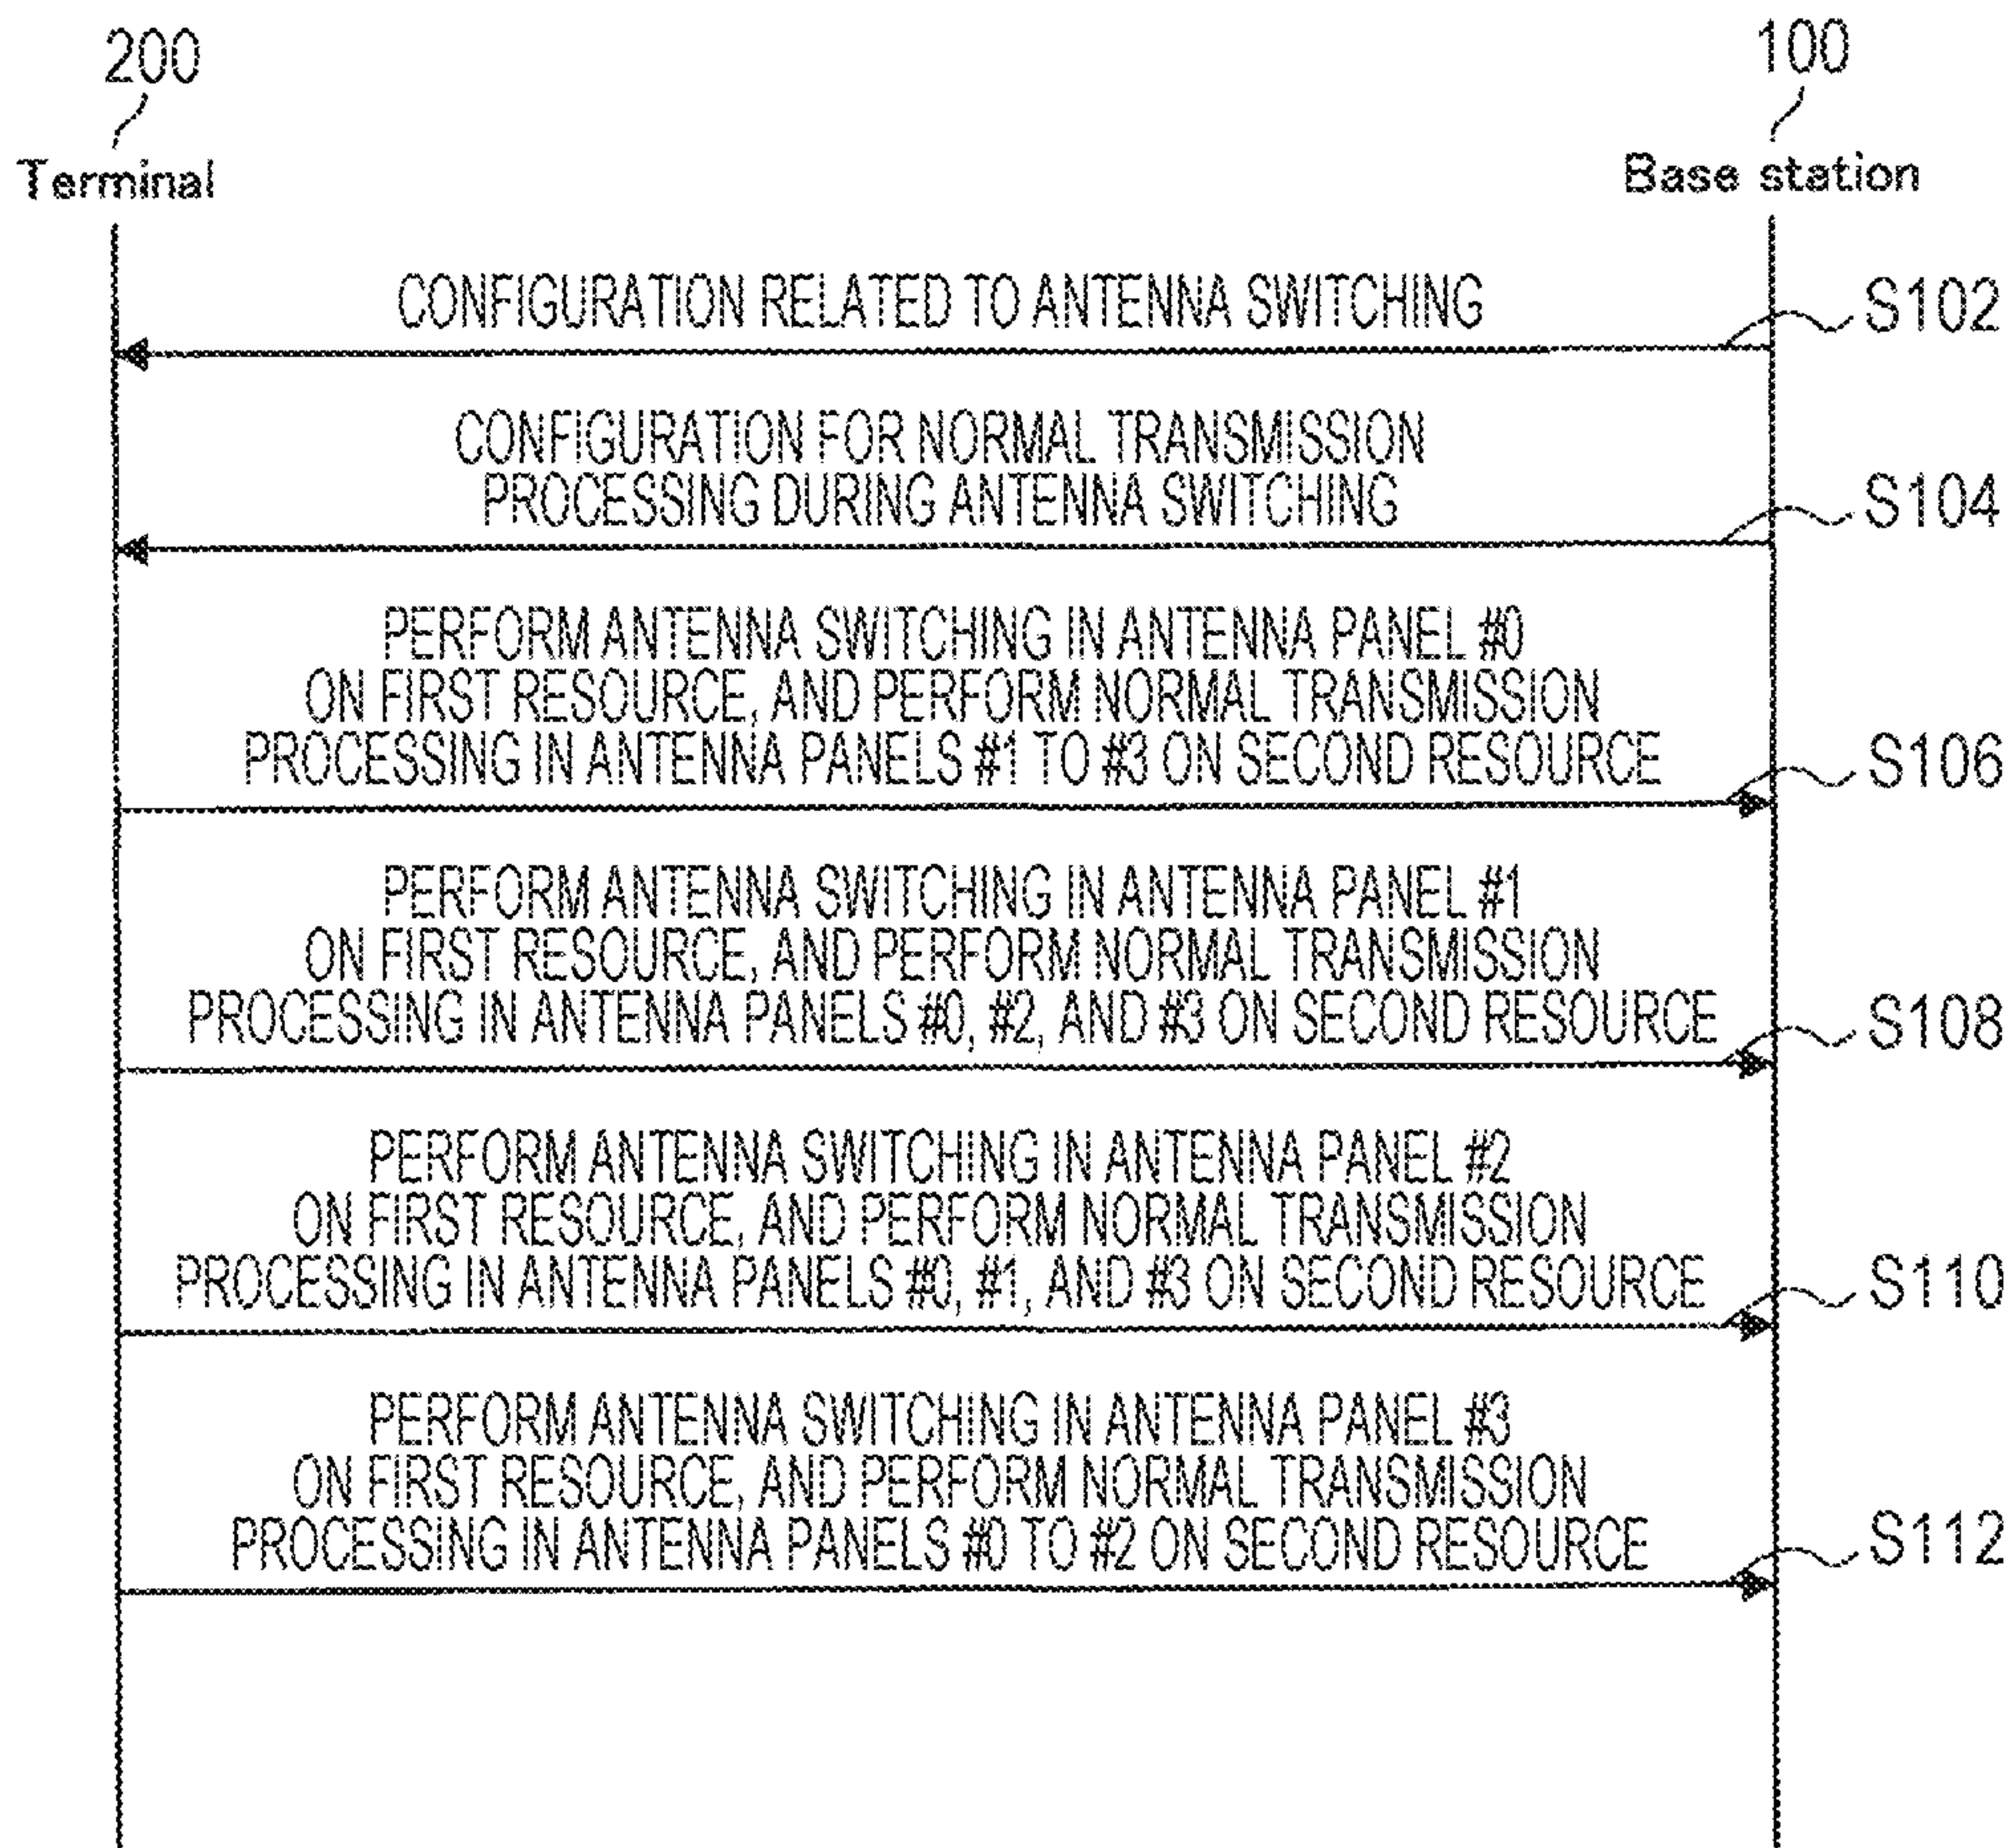 200
100
Terminal
Base station
CONFIGURATION RELATED TO ANTENNA SWITCHING
S102
CONFIGURATION FOR NORMAL TRANSMISSION
PROCESSING DURING ANTENNA SWITCHING
S104
PERFORM ANTENNA SWITCHING IN ANTENNA PANEL #0
ON FIRST RESOURCE, AND PERFORM NORMAL TRANSMISSION
PROCESSING IN ANTENNA PANELS #1 TO #3 ON SECOND RESOURCE
S106
PERFORM ANTENNA SWITCHING IN ANTENNA PANEL #1
ON FIRST RESOURCE, AND PERFORM NORMAL TRANSMISSION
PROCESSING IN ANTENNA PANELS #0, #2, AND #3 ON SECOND RESOURCE
S108
PERFORM ANTENNA SWITCHING IN ANTENNA PANEL #2
ON FIRST RESOURCE, AND PERFORM NORMAL TRANSMISSION
PROCESSING IN ANTENNA PANELS #0, #1, AND #3 ON SECOND RESOURCE
S110
PERFORM ANTENNA SWITCHING IN ANTENNA PANEL #3
ON FIRST RESOURCE, AND PERFORM NORMAL TRANSMISSION
PROCESSING IN ANTENNA PANELS #0 TO #2 ON SECOND RESOURCE
S112